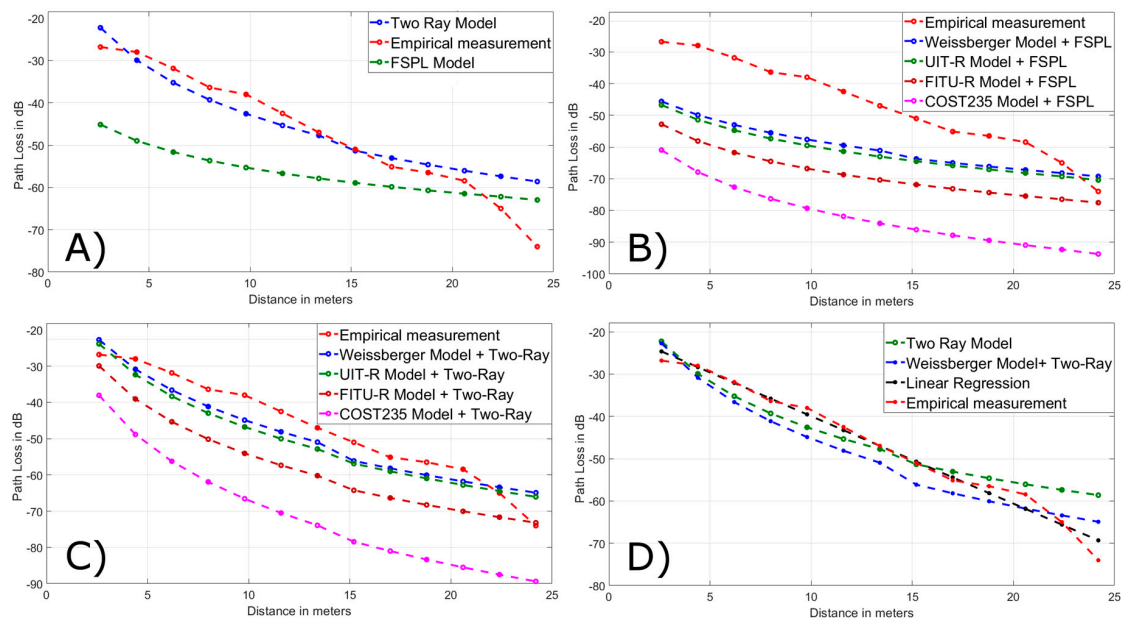 -20
-30
-40
-50
-60
-70
-80
Path Loss in dB
Two Ray Model
Empirical measurement
FSPL Model
A)
0
5
10
15
20
25
Distance in meters
-20
-30
-40
-50
-60
-70
-80
-90
-100
Path Loss in dB
Empirical measurement
Weissberger Model + FSPL
UIT-R Model + FSPL
FITU-R Model + FSPL
COST235 Model + FSPL
B)
0
5
10
15
20
25
Distance in meters
-20
-30
-40
-50
-60
-70
-80
-90
Path Loss in dB
Empirical measurement
Weissberger Model + Two-Ray
UIT-R Model + Two-Ray
FITU-R Model + Two-Ray
COST235 Model + Two-Ray
C)
0
5
10
15
20
25
Distance in meters
-20
-30
-40
-50
-60
-70
-80
Path Loss in dB
Two Ray Model
Weissberger Model+ Two-Ray
Linear Regression
Empirical measurement
D)
0
5
10
15
20
25
Distance in meters